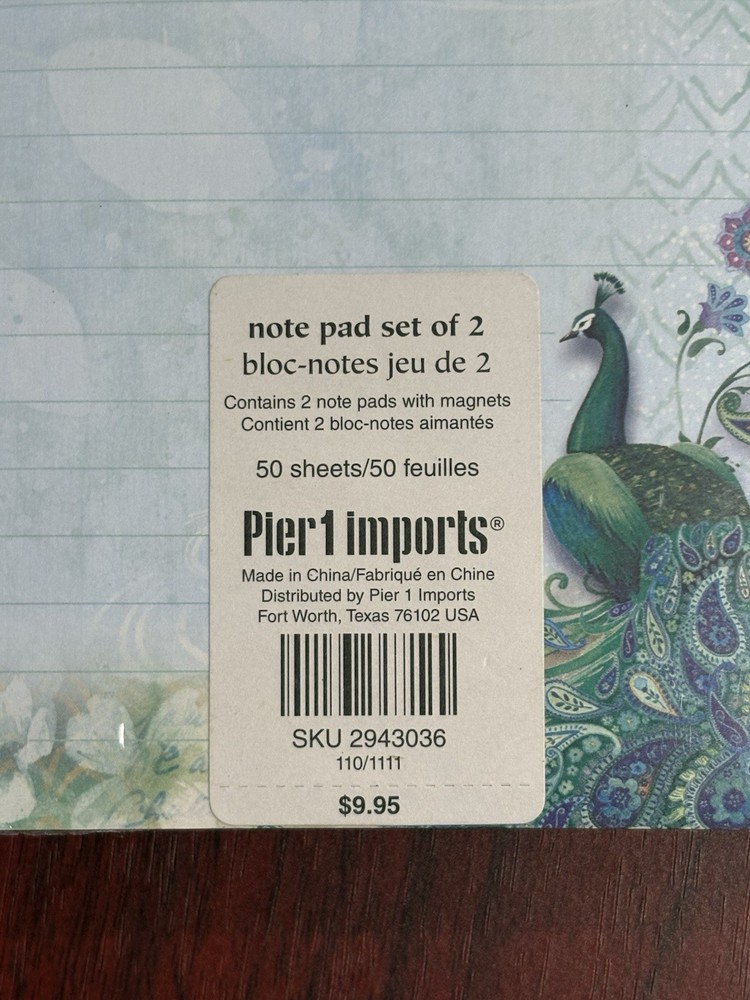 note pad set of 2
bloc-notes jeu de 2
Contains 2 note pads with magnets
Contient 2 bloc-notes aimantés
50 sheets/50 feuilles
Pier1 imports®
Made in China/Fabriqué en Chine
Distributed by Pier 1 Imports
Fort Worth, Texas 76102 USA
SKU 2943036
110/1111
$9.95